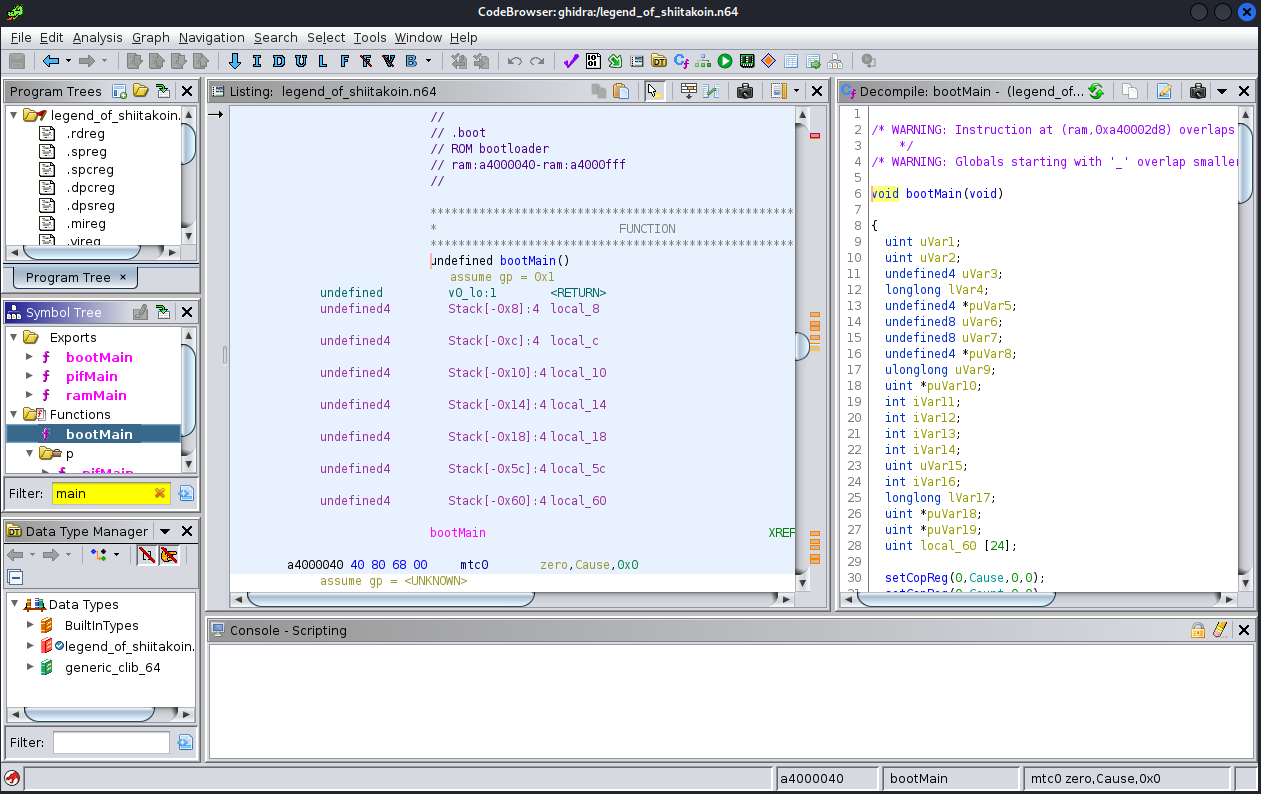 CodeBrowser: ghidra:/legend_of_shiitakoin.n64
File Edit Analysis Graph Navigation Search Select Tools Window Help
I D U L F B
Program Trees
legend_of_shiitakoin.
.rdreg
.spreg
.spcreg
.dpcreg
.dpsreg
.mireg
.vireg
Program Tree ×
Symbol Tree
Exports
f bootMain
f pifMain
f ramMain
Functions
f bootMain
p
f pifMain
Filter: main
Data Type Manager
Data Types
BuiltInTypes
legend_of_shiitakoin.
generic_clib_64
Filter:
Listing: legend_of_shiitakoin.n64
//
// .boot
// ROM bootloader
// ram:a4000040-ram:a4000fff
//
****************************************************
* FUNCTION
****************************************************
undefined bootMain()
assume gp = 0x1
undefined v0_lo:1 <RETURN>
undefined4 Stack[-0x8]:4 local_8
undefined4 Stack[-0xc]:4 local_c
undefined4 Stack[-0x10]:4 local_10
undefined4 Stack[-0x14]:4 local_14
undefined4 Stack[-0x18]:4 local_18
undefined4 Stack[-0x5c]:4 local_5c
undefined4 Stack[-0x60]:4 local_60
bootMain XREF
a4000040 40 80 68 00 mtc0 zero,Cause,0x0
assume gp = <UNKNOWN>
Decompile: bootMain - (legend_of...
1
2 /* WARNING: Instruction at (ram,0xa40002d8) overlaps
3 */
4 /* WARNING: Globals starting with '_' overlap smaller
5
6 void bootMain(void)
7
8 {
9 uint uVar1;
10 uint uVar2;
11 undefined4 uVar3;
12 longlong lVar4;
13 undefined4 *puVar5;
14 undefined8 uVar6;
15 undefined8 uVar7;
16 undefined4 *puVar8;
17 ulonglong uVar9;
18 uint *puVar10;
19 int iVar11;
20 int iVar12;
21 int iVar13;
22 int iVar14;
23 uint uVar15;
24 int iVar16;
25 longlong lVar17;
26 uint *puVar18;
27 uint *puVar19;
28 uint local_60 [24];
29
30 setCopReg(0,Cause,0,0);
31 setCopReg(0,Count,0,0)
Console - Scripting
a4000040 bootMain mtc0 zero,Cause,0x0